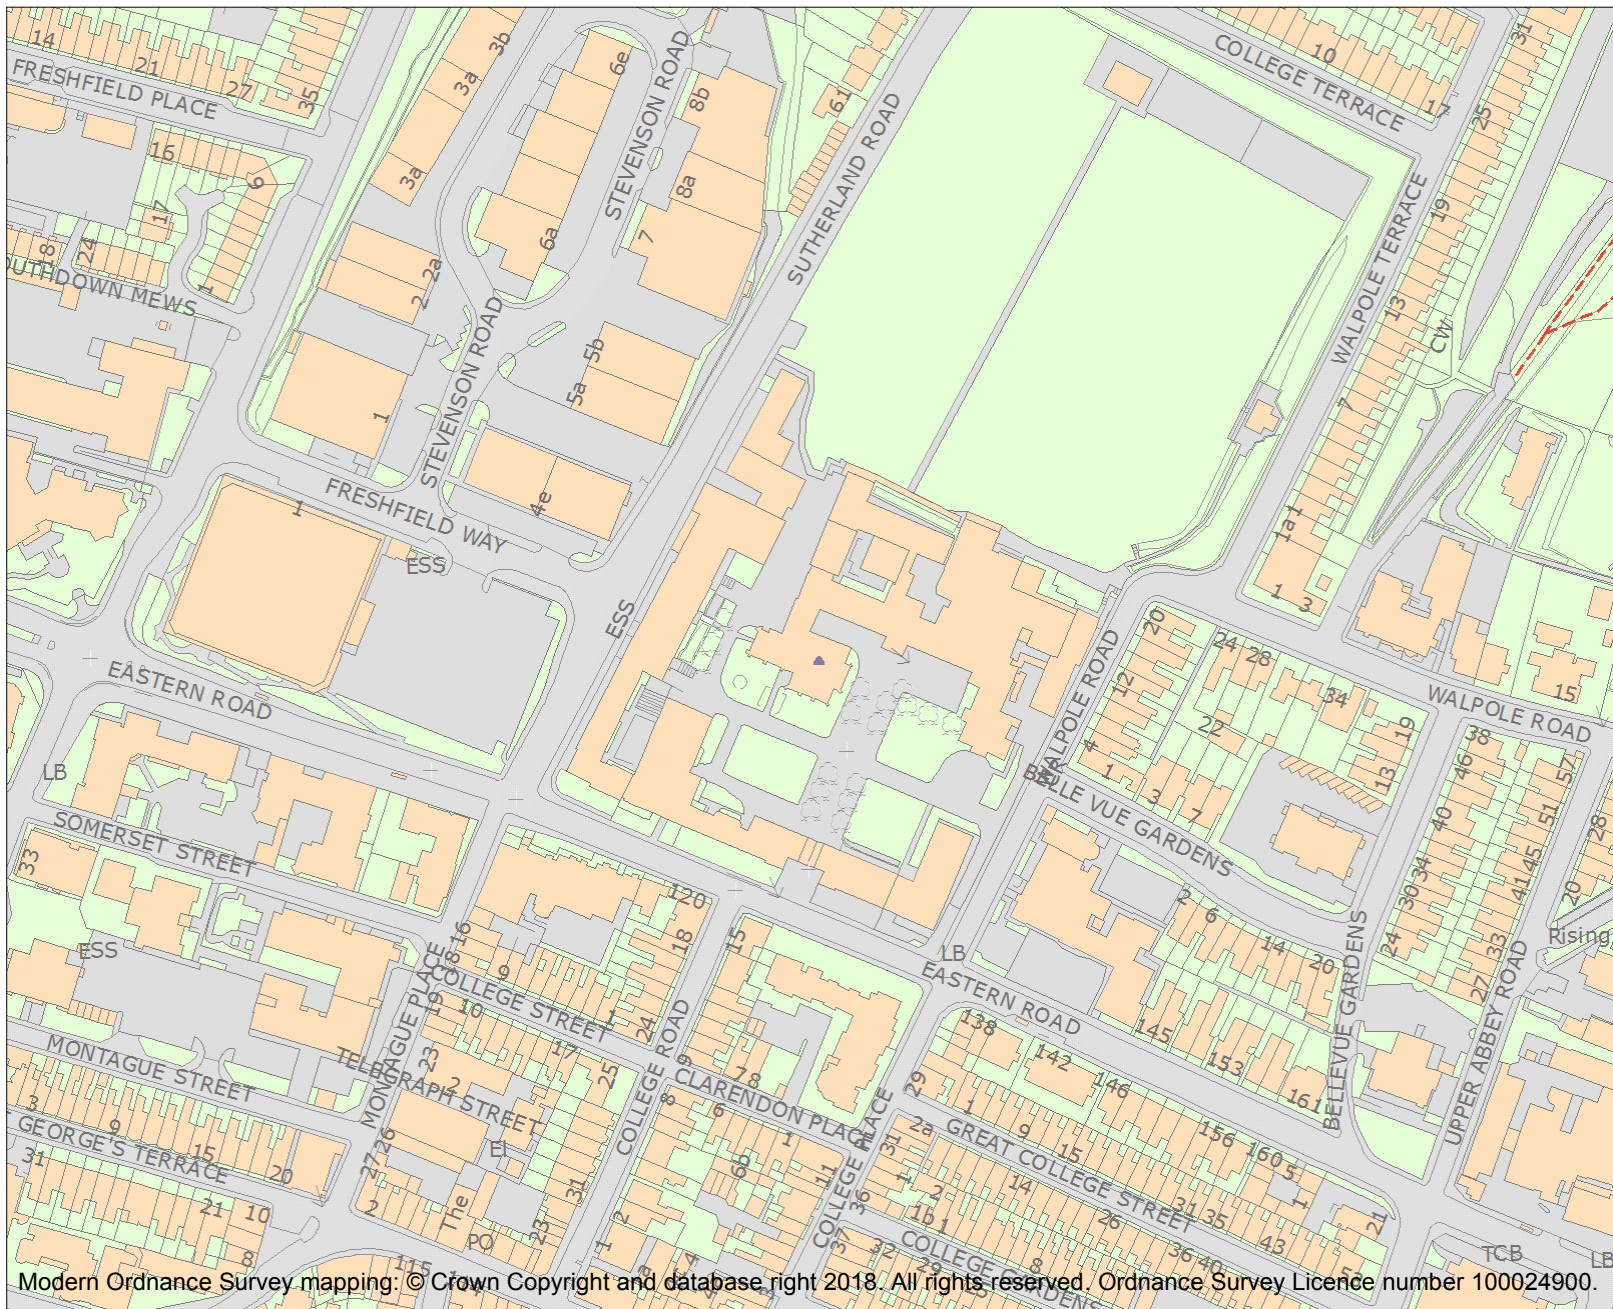 14
21
27
35
FRESHFIELD PLACE
16
9
17
18
24
1
OUTHDOWN MEWS
3b
3a
3a
6e
6a
STEVENSON ROAD
8b
8a
7
61
SUTHERLAND ROAD
2a
2
5b
5a
1
STEVENSON ROAD
4e
FRESHFIELD WAY
1
ESS
ESS
COLLEGE TERRACE
10
17
31
25
19
WALPOLE TERRACE
13
CW
7
1a1
1
3
EASTERN ROAD
LB
SOMERSET STREET
33
ESS
20
12
4
WALPOLE ROAD
24
28
34
22
19
13
WALPOLE ROAD
15
38
46
57
40
51
28
34
45
30
41
20
24
33
27
Rising
1
3
7
BELLE VUE GARDENS
2
6
14
20
BELLEVUE GARDENS
UPPER ABBEY ROAD
120
18
15
LB
EASTERN ROAD
16
18
19
9
COLLEGE STREET
10
1
24
17
25
COLLEGE ROAD
9
78
CLARENDON PLACE
8
6
1
6b
11
138
142
146
145
153
161
156
160
5
1
21
29
1
9
15
GREAT COLLEGE STREET
2a
31
1
2
14
1b1
26
31
35
36
40
43
51
COLLEGE PLACE
36
37
32
29
8
COLLEGE GARDENS
MONTAGUE PLACE
23
2
TELEGRAPH STREET
El
27
26
MONTAGUE STREET
3
9
15
20
GEORGE'S TERRACE
31
21
10
8
2
The
PO
23
31
2
1
115
TCB
LB
Modern Ordnance Survey mapping: © Crown Copyright and database right 2018. All rights reserved. Ordnance Survey Licence number 100024900.